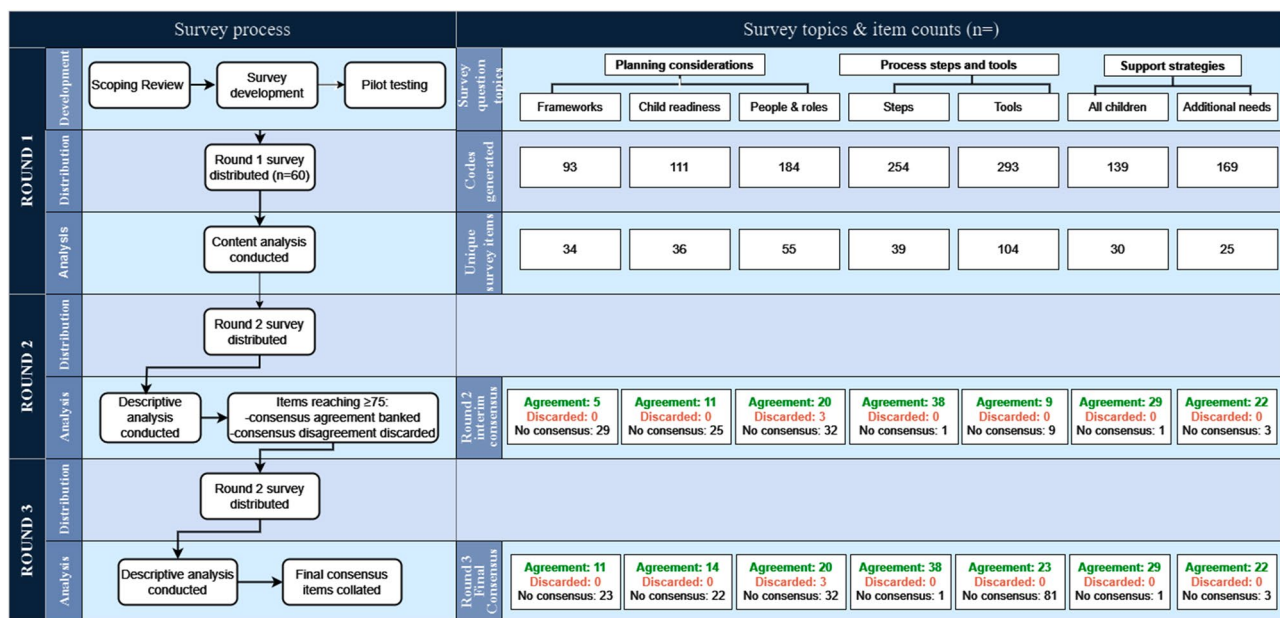 Survey process
Survey topics & item counts (n=)
ROUND 1
Development
Scoping Review
Survey
development
Pilot testing
Survey
question
topics
Planning considerations
Process steps and tools
Support strategies
Frameworks
Child readiness
People & roles
Steps
Tools
All children
Additional needs
Distribution
Round 1 survey
distributed (n=60)
Codes
generated
93
111
184
254
293
139
169
Analysis
Content analysis
conducted
Unique
survey items
34
36
55
39
104
30
25
ROUND 2
Distribution
Round 2 survey
distributed
Analysis
Descriptive
analysis
conducted
Items reaching ≥75:
-consensus agreement banked
-consensus disagreement discarded
Round 2
interim
consensus
Agreement: 5
Discarded: 0
No consensus: 29
Agreement: 11
Discarded: 0
No consensus: 25
Agreement: 20
Discarded: 3
No consensus: 32
Agreement: 38
Discarded: 0
No consensus: 1
Agreement: 9
Discarded: 0
No consensus: 9
Agreement: 29
Discarded: 0
No consensus: 1
Agreement: 22
Discarded: 0
No consensus: 3
ROUND 3
Distribution
Round 2 survey
distributed
Analysis
Descriptive analysis
conducted
Final consensus
items collated
Round 3
Final
Consensus
Agreement: 11
Discarded: 0
No consensus: 23
Agreement: 14
Discarded: 0
No consensus: 22
Agreement: 20
Discarded: 3
No consensus: 32
Agreement: 38
Discarded: 0
No consensus: 1
Agreement: 23
Discarded: 0
No consensus: 81
Agreement: 29
Discarded: 0
No consensus: 1
Agreement: 22
Discarded: 0
No consensus: 3